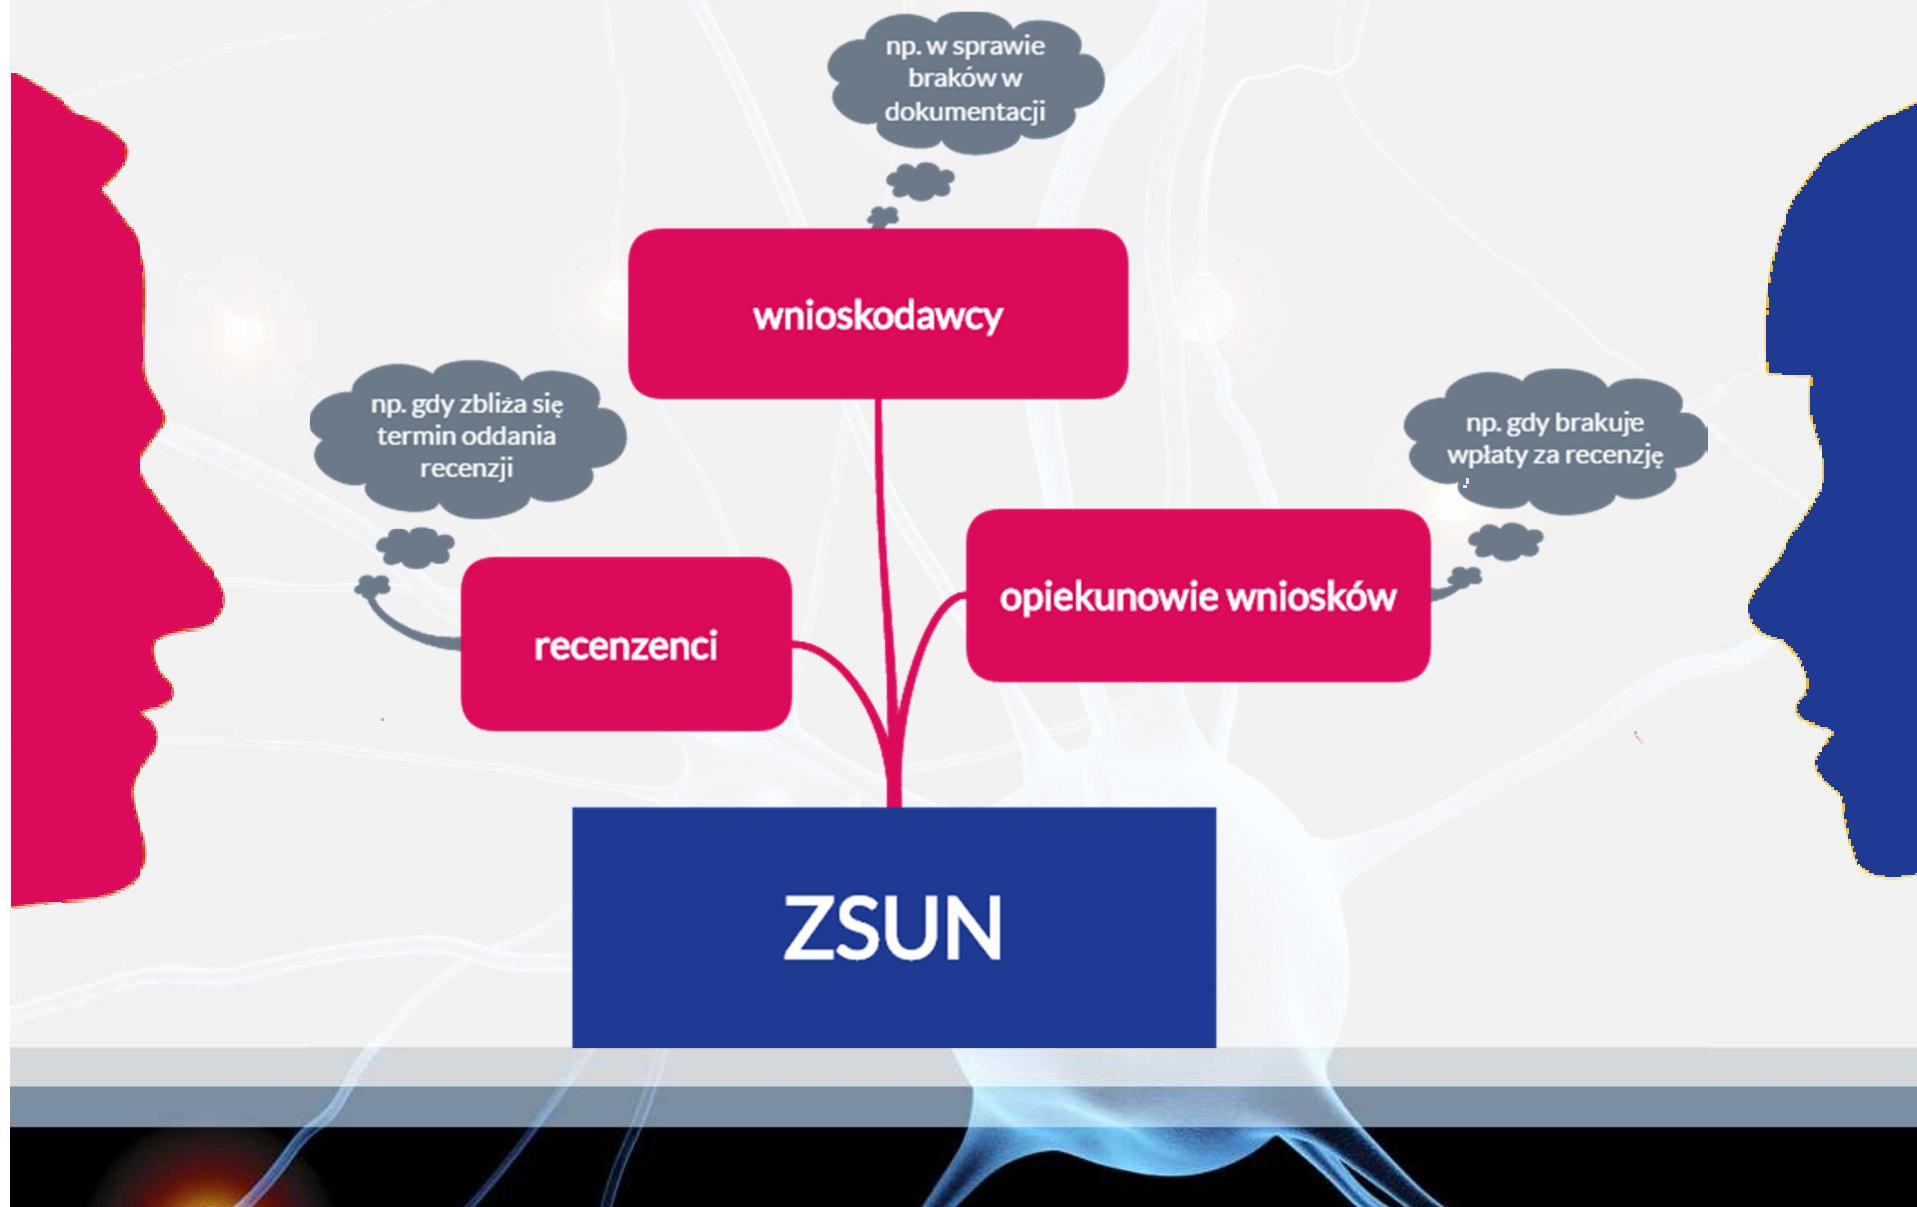 np. w sprawie
braków w
dokumentacji
wnioskodawcy
np. gdy zbliża się
termin oddania
recenzji
np. gdy brakuje
wpłaty za recenzję
opiekunowie wniosków
recenzenci
ZSUN